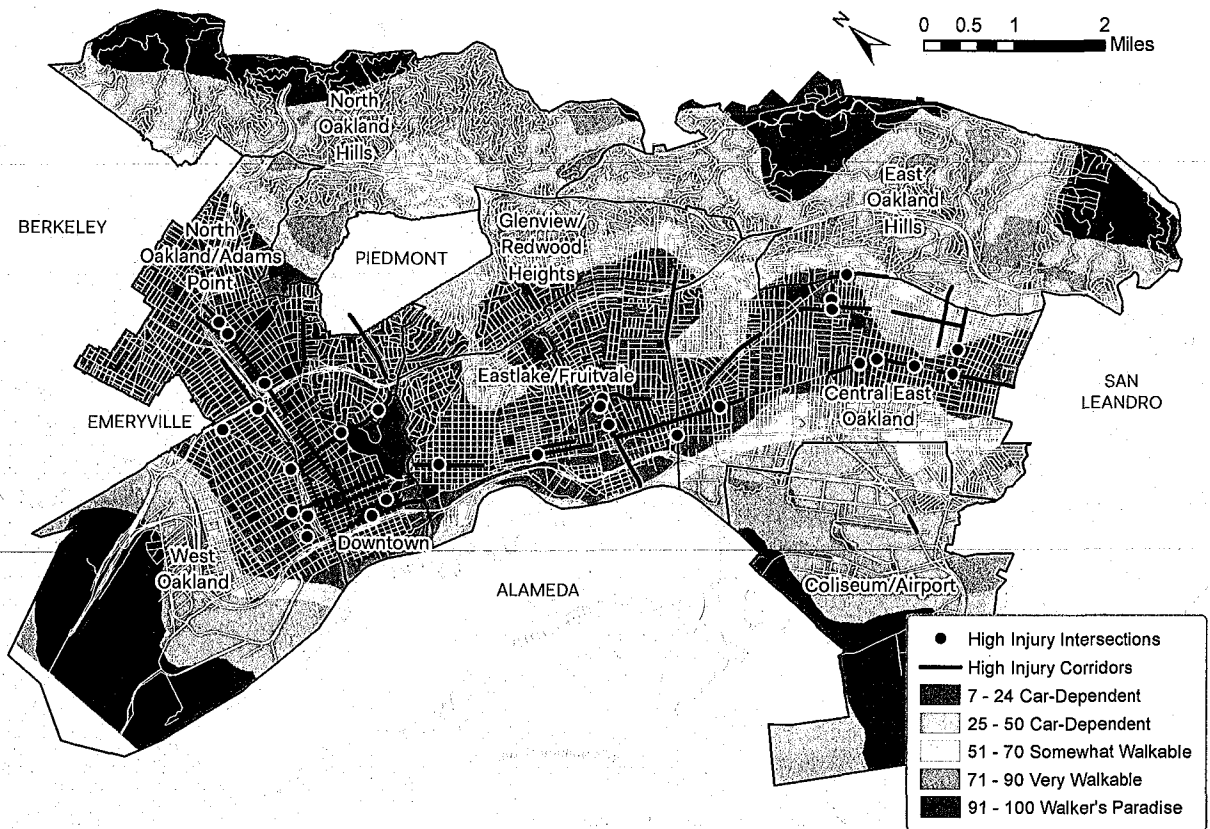 N
0 0.5 1 2
Miles
North
Oakland
Hills
BERKELEY
North
Oakland/Adams
Point
PIEDMONT
Glenview/
Redwood
Heights
East
Oakland
Hills
EMERYVILLE
Eastlake/Fruitvale
Central East
Oakland
SAN
LEANDRO
West
Oakland
Downtown
ALAMEDA
Coliseum/Airport
High Injury Intersections
High Injury Corridors
7 - 24 Car-Dependent
25 - 50 Car-Dependent
51 - 70 Somewhat Walkable
71 - 90 Very Walkable
91 - 100 Walker's Paradise